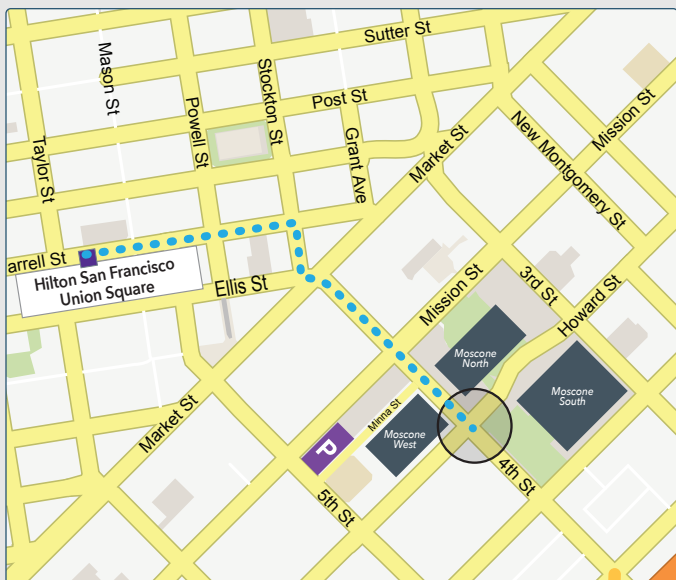 Sutter St
Mason St
Stockton St
Post St
Powell St
Grant Ave
Taylor St
Market St
New Montgomery St
Mission St
arrell St
Hilton San Francisco
Union Square
Ellis St
Mission St
3rd St
Howard St
Moscone
North
Moscone
South
Market St
Minna St
Moscone
West
P
5th St
4th St